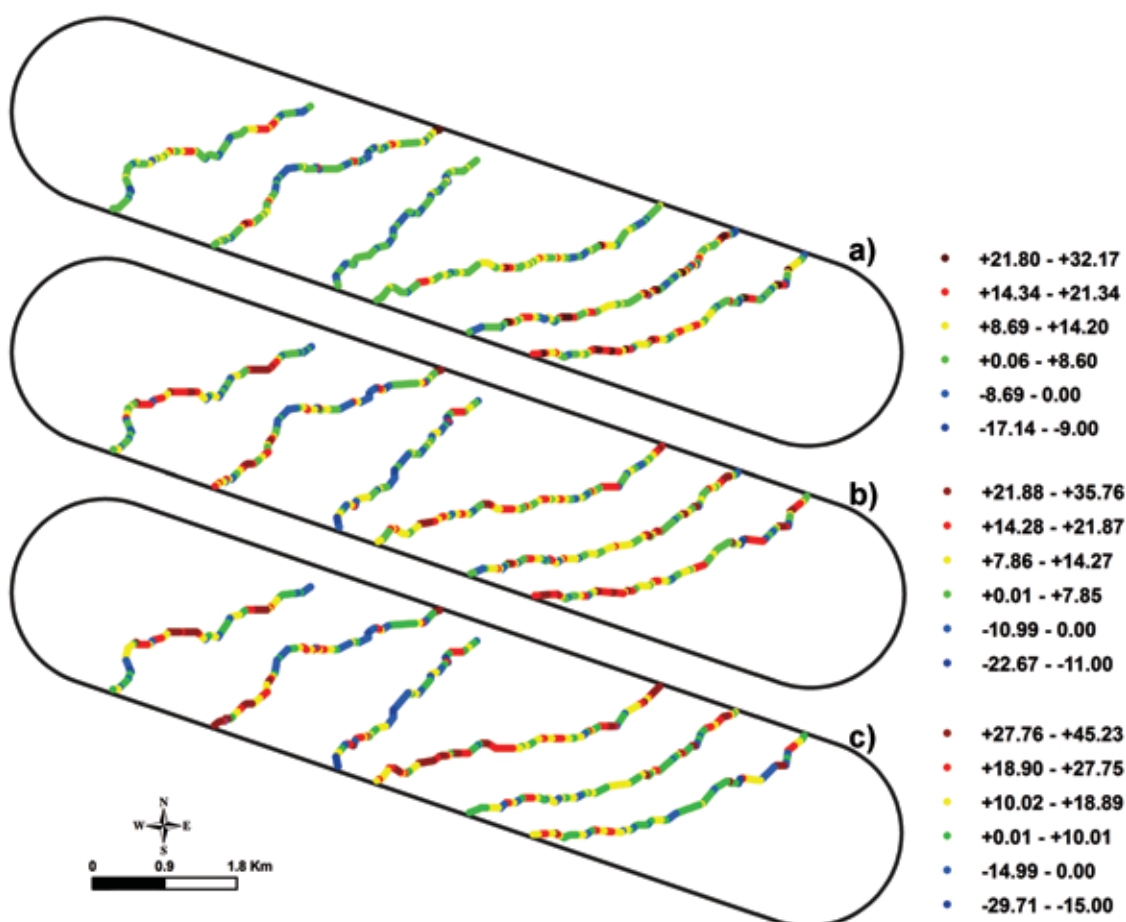 a)
+21.80 - +32.17
+14.34 - +21.34
+8.69 - +14.20
+0.06 - +8.60
-8.69 - 0.00
-17.14 - -9.00
b)
+21.88 - +35.76
+14.28 - +21.87
+7.86 - +14.27
+0.01 - +7.85
-10.99 - 0.00
-22.67 - -11.00
c)
+27.76 - +45.23
+18.90 - +27.75
+10.02 - +18.89
+0.01 - +10.01
-14.99 - 0.00
-29.71 - -15.00
N
W E
S
0 0.9 1.8 Km